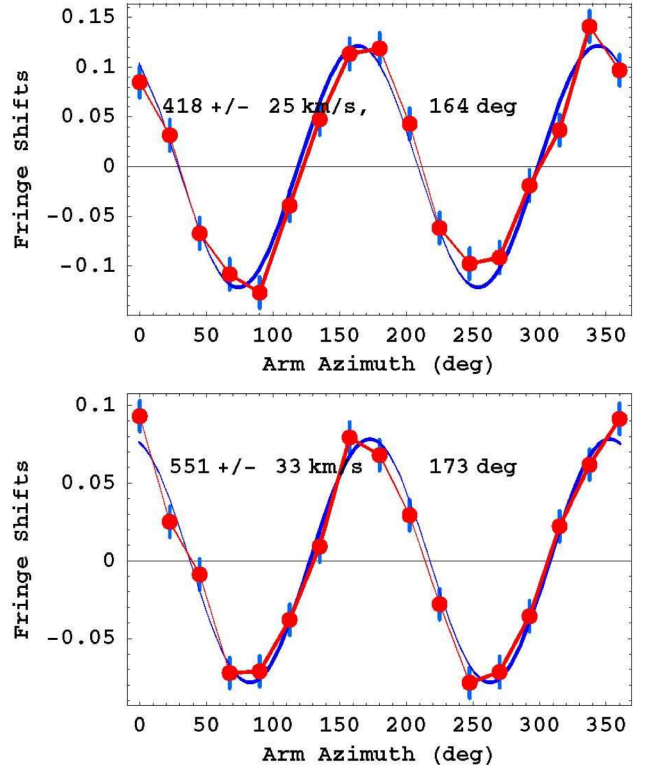 0.15
0.1
0.05
0
-0.05
-0.1
Fringe Shifts
418 +/- 25 km/s, 164 deg
0 50 100 150 200 250 300 350
Arm Azimuth (deg)
0.1
0.05
0
-0.05
Fringe Shifts
551 +/- 33 km/s 173 deg
0 50 100 150 200 250 300 350
Arm Azimuth (deg)